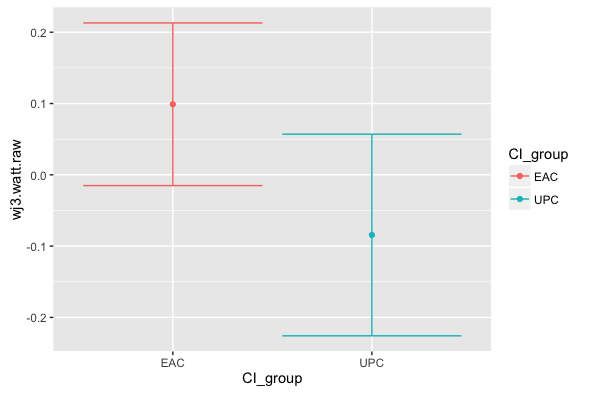 wj3.watt.raw
0.2
0.1
0.0
-0.1
-0.2
EAC
UPC
CI_group
CI_group
EAC
UPC